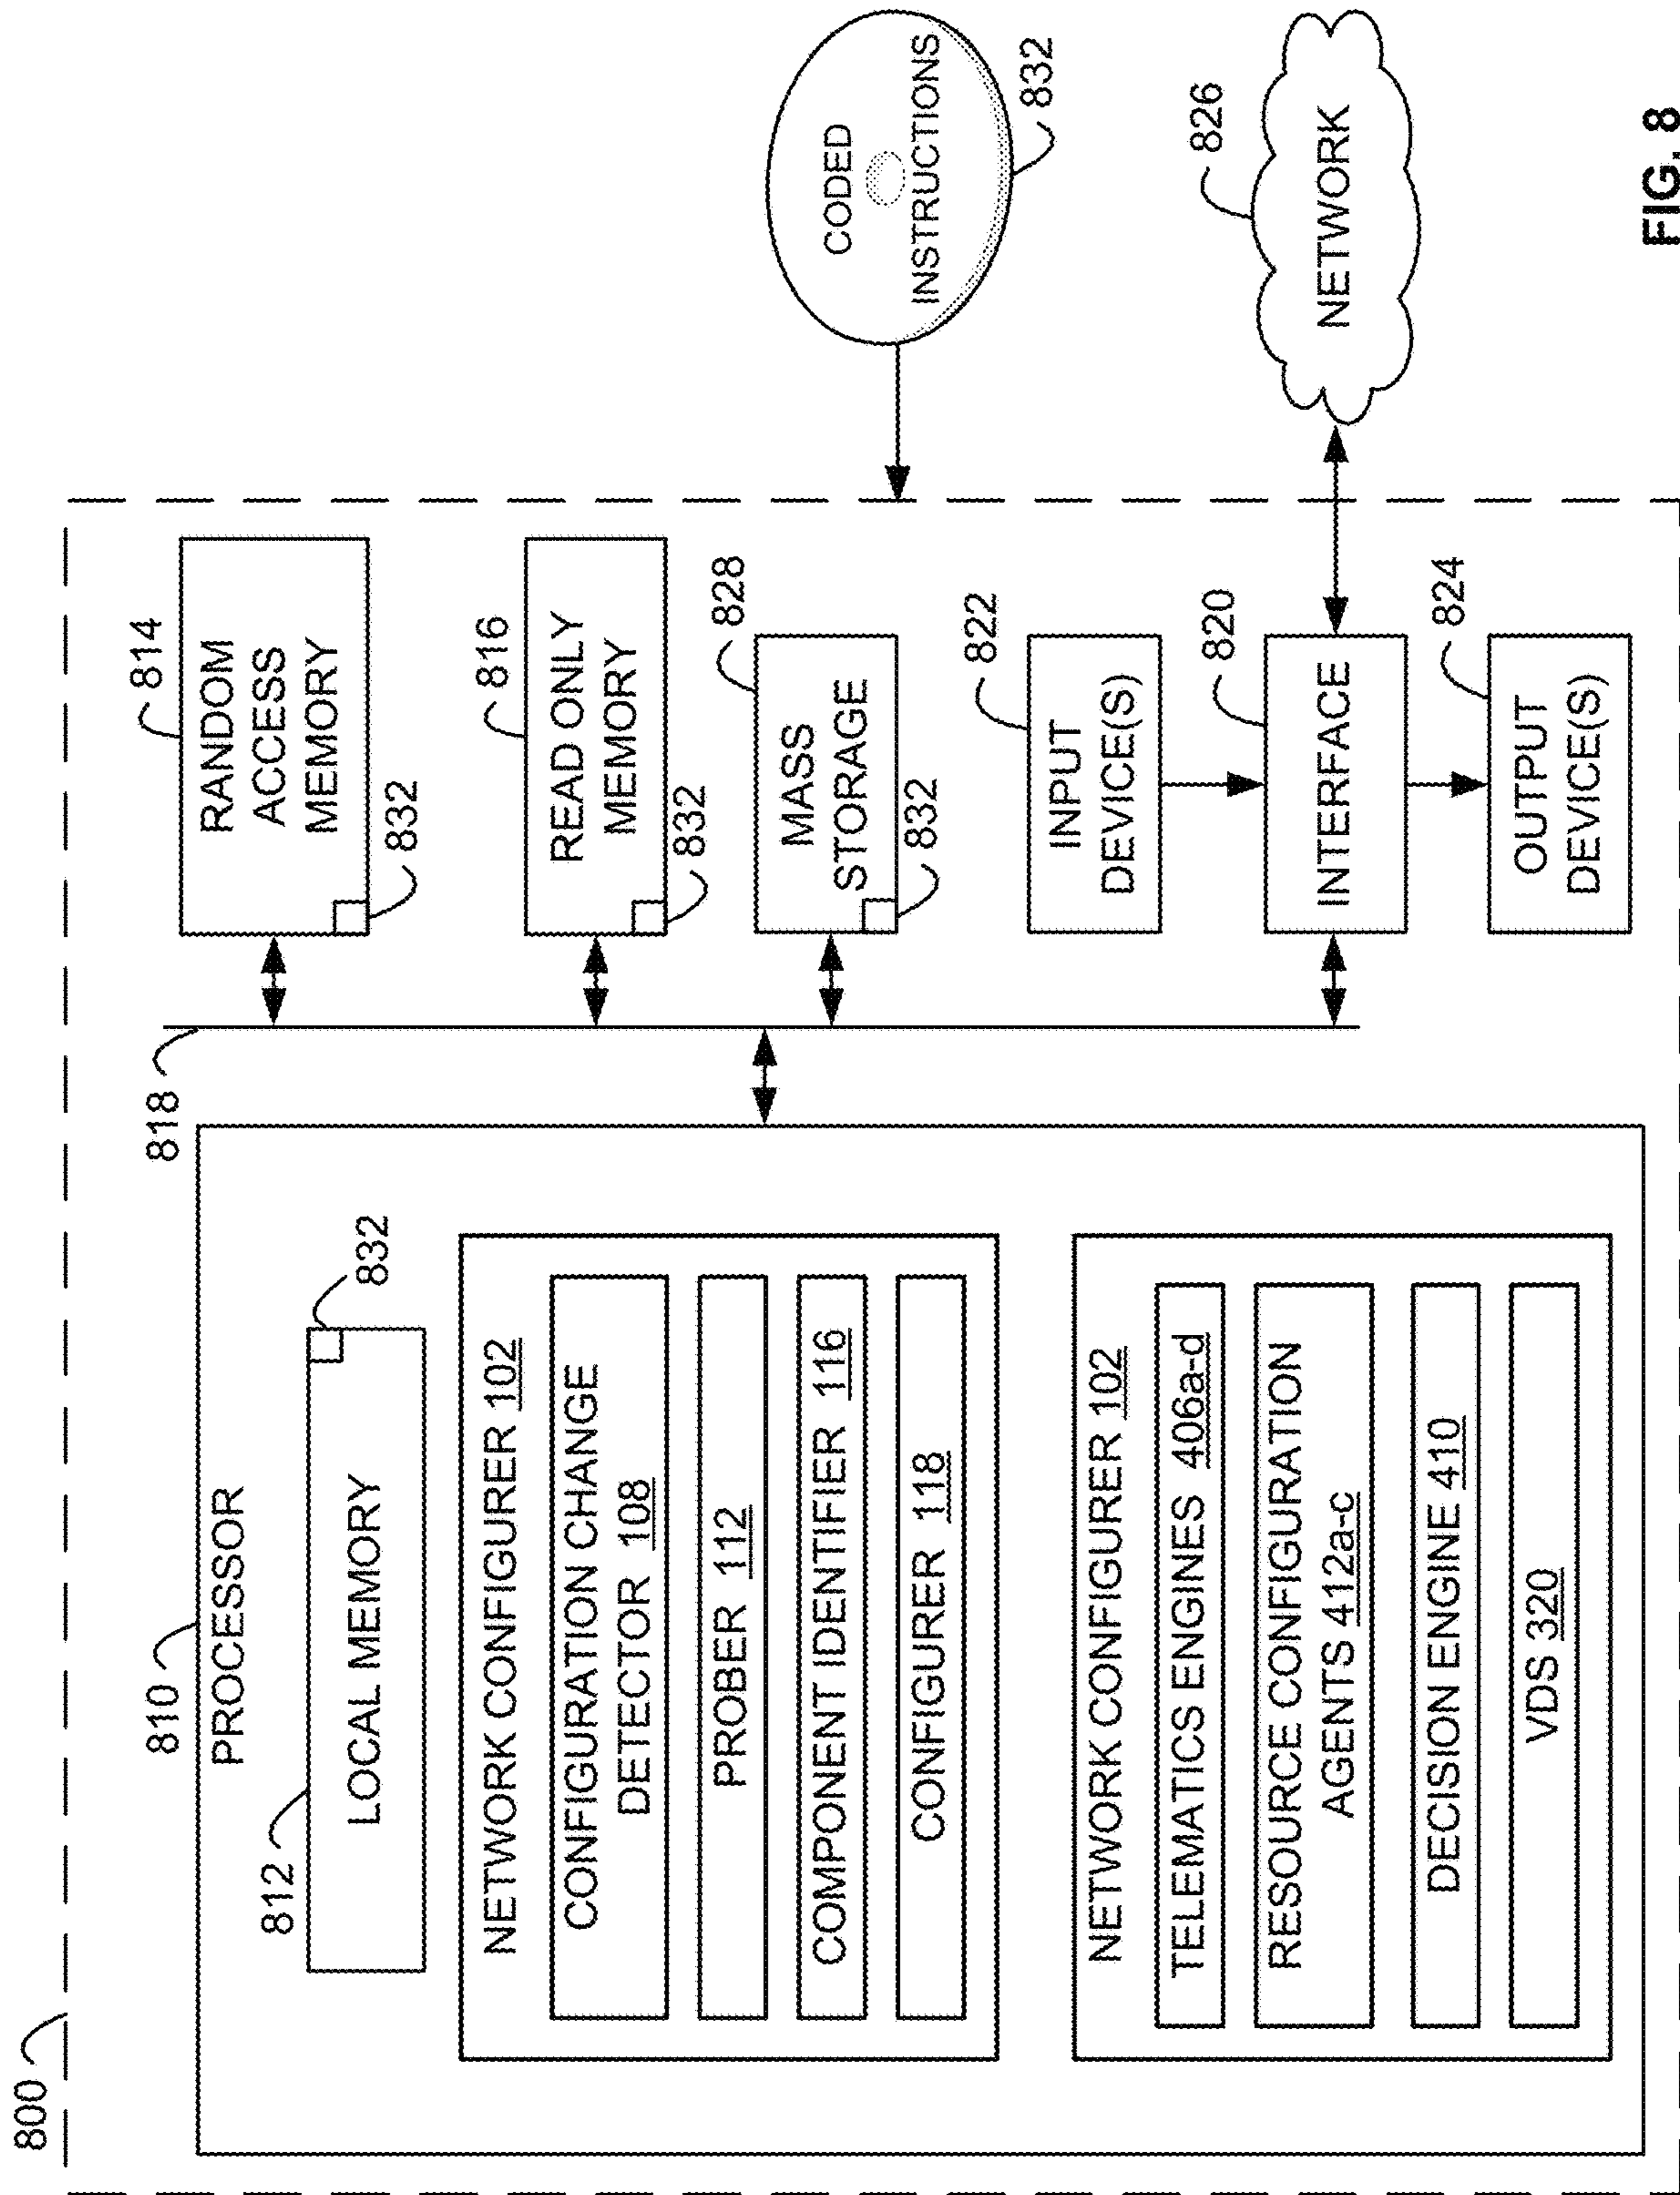 800
810
PROCESSOR
812
LOCAL MEMORY
832
NETWORK CONFIGURER 102
CONFIGURATION CHANGE
DETECTOR 108
PROBER 112
COMPONENT IDENTIFIER 116
CONFIGURER 118
NETWORK CONFIGURER 102
TELEMATICS ENGINES 406a-d
RESOURCE CONFIGURATION
AGENTS 412a-c
DECISION ENGINE 410
VDS 320
818
814
RANDOM
ACCESS
MEMORY
832
816
READ ONLY
MEMORY
832
828
MASS
STORAGE
832
822
INPUT
DEVICE(S)
820
INTERFACE
824
OUTPUT
DEVICE(S)
CODED
INSTRUCTIONS
832
826
NETWORK
FIG. 8